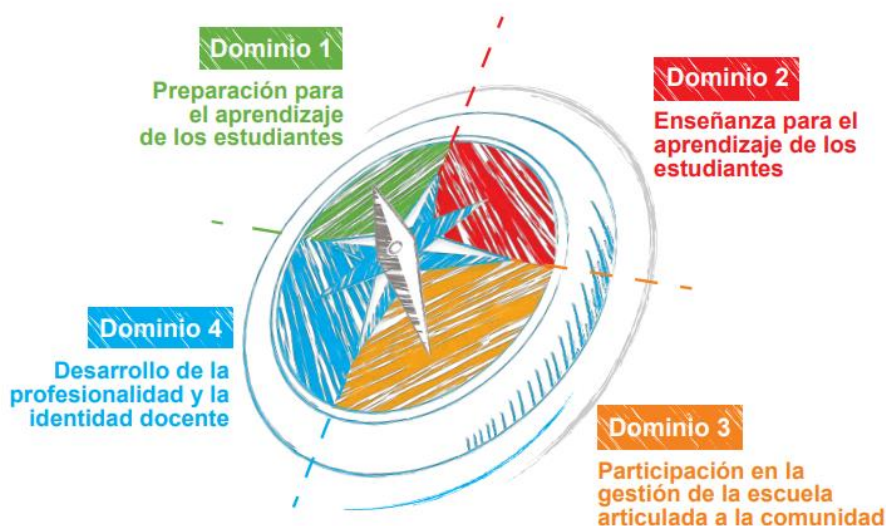 Dominio 1
Preparación para
el aprendizaje
de los estudiantes
Dominio 2
Enseñanza para el
aprendizaje de los
estudiantes
Dominio 4
Desarrollo de la
profesionalidad y la
identidad docente
Dominio 3
Participación en la
gestión de la escuela
articulada a la comunidad